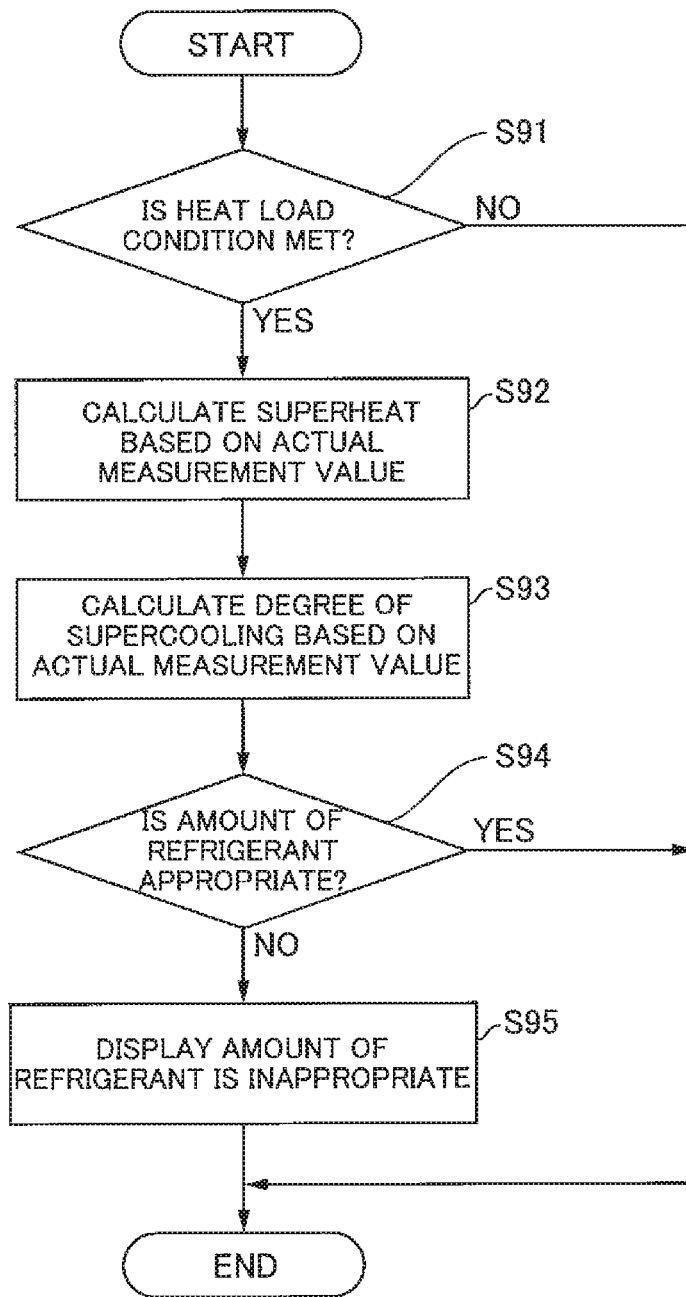 START
S91
IS HEAT LOAD
CONDITION MET?
NO
YES
S92
CALCULATE SUPERHEAT
BASED ON ACTUAL
MEASUREMENT VALUE
S93
CALCULATE DEGREE OF
SUPERCOOLING BASED ON
ACTUAL MEASUREMENT VALUE
S94
IS AMOUNT OF
REFRIGERANT
APPROPRIATE?
YES
NO
S95
DISPLAY AMOUNT OF
REFRIGERANT IS INAPPROPRIATE
END